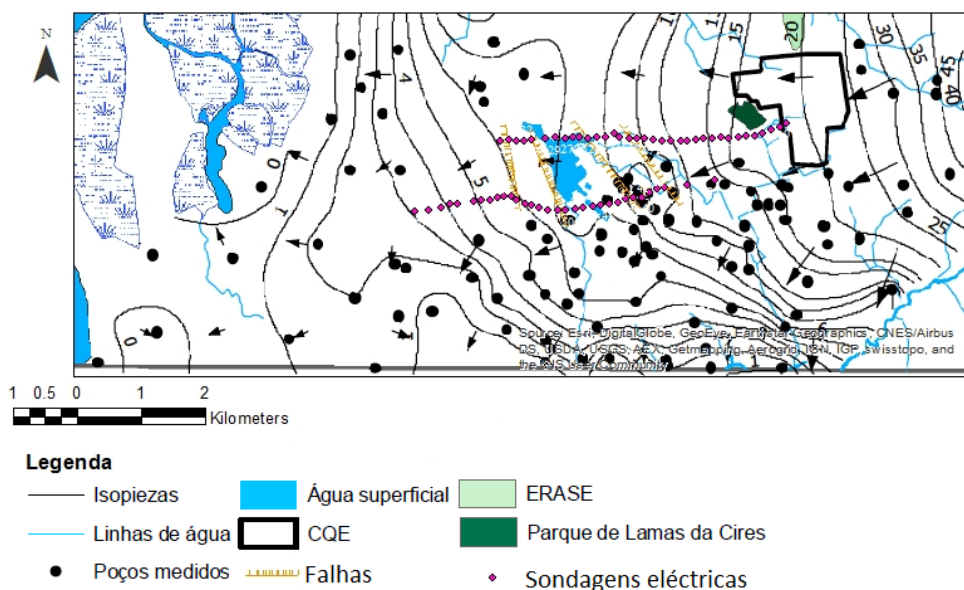 N
10
15
20
30
35
45
40
4
0
5
1
25
0
1
1
Source: Esri, DigitalGlobe, GeoEye, Earthstar Geographics, CNES/Airbus
DS, USDA, USGS, AEX, Getmapping, Aerogrid, IGN, IGP, swisstopo, and
the GIS User Community
1 0.5 0 1 2
Kilometers
Legenda
Isopiezas Água superficial ERASE
Linhas de água CQE Parque de Lamas da Cires
Poços medidos Falhas Sondagens eléctricas